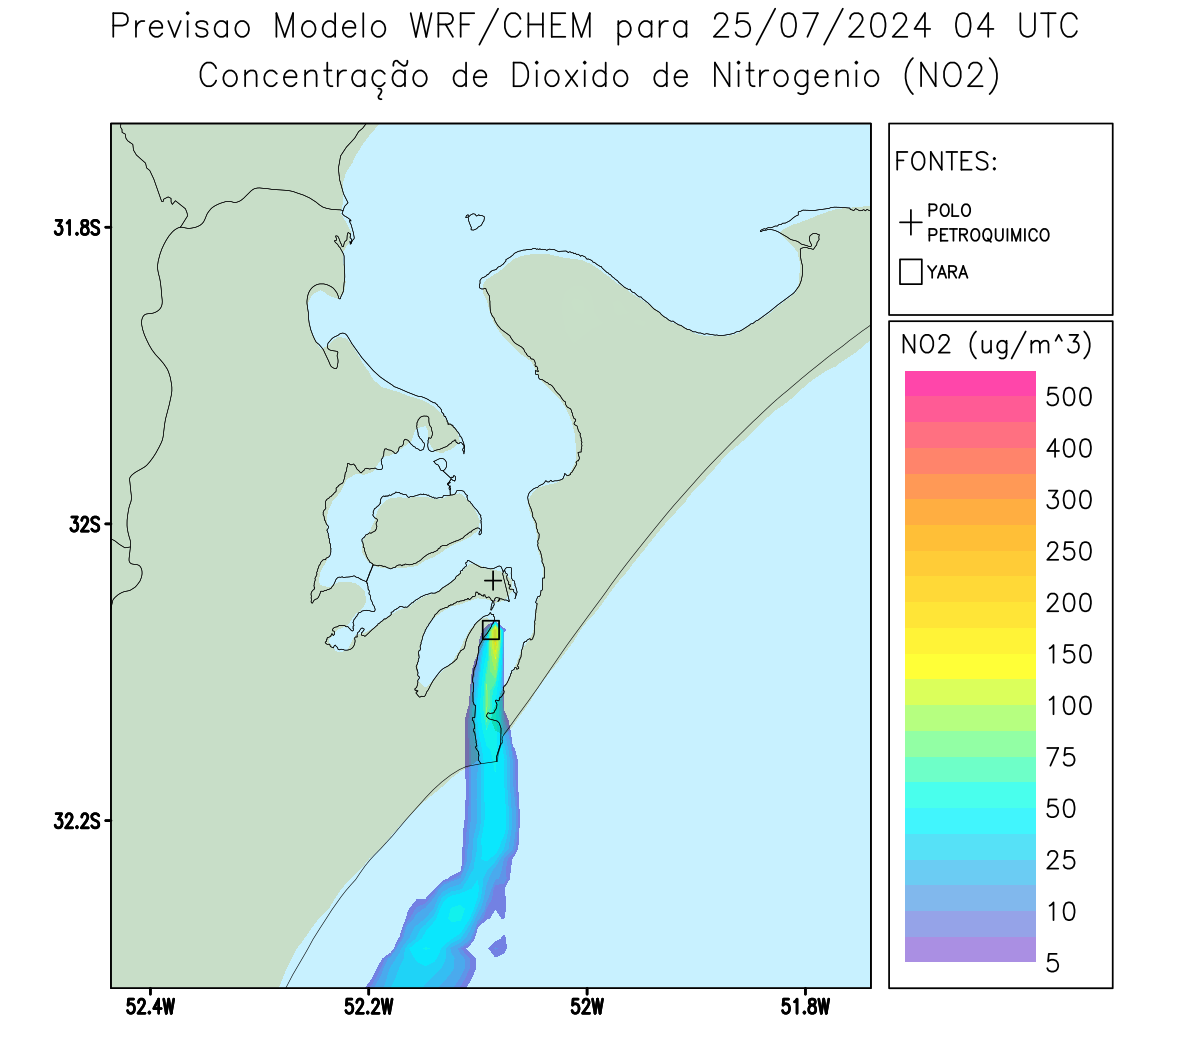 Previsao Modelo WRF/CHEM para 25/07/2024 04 UTC
Concentração de Dioxido de Nitrogenio (NO2)
FONTES:
POLO
PETROQUIMICO
YARA
NO2 (ug/m^3)
500
400
300
250
200
150
100
75
50
25
10
5
31.8S
32S
32.2S
52.4W
52.2W
52W
51.8W